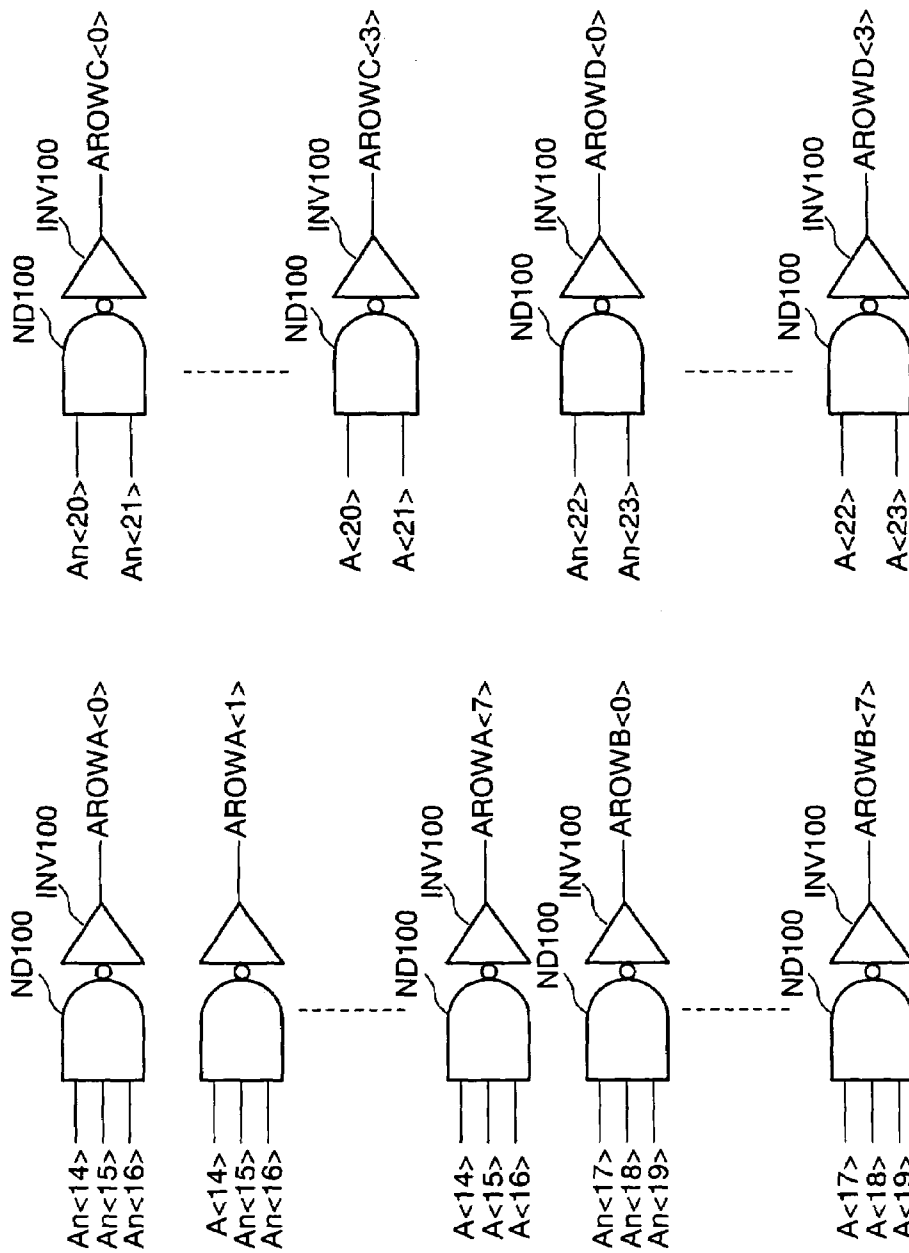 ND100 INV100
An<20>
An<21>
AROWC<0>
ND100 INV100
A<20>
A<21>
AROWC<3>
ND100 INV100
An<22>
An<23>
AROWD<0>
ND100 INV100
A<22>
A<23>
AROWD<3>
ND100 INV100
An<14>
An<15>
An<16>
AROWA<0>
A<14>
An<15>
An<16>
AROWA<1>
ND100 INV100
A<14>
A<15>
A<16>
AROWA<7>
ND100 INV100
An<17>
An<18>
An<19>
AROWB<0>
ND100 INV100
A<17>
A<18>
A<19>
AROWB<7>